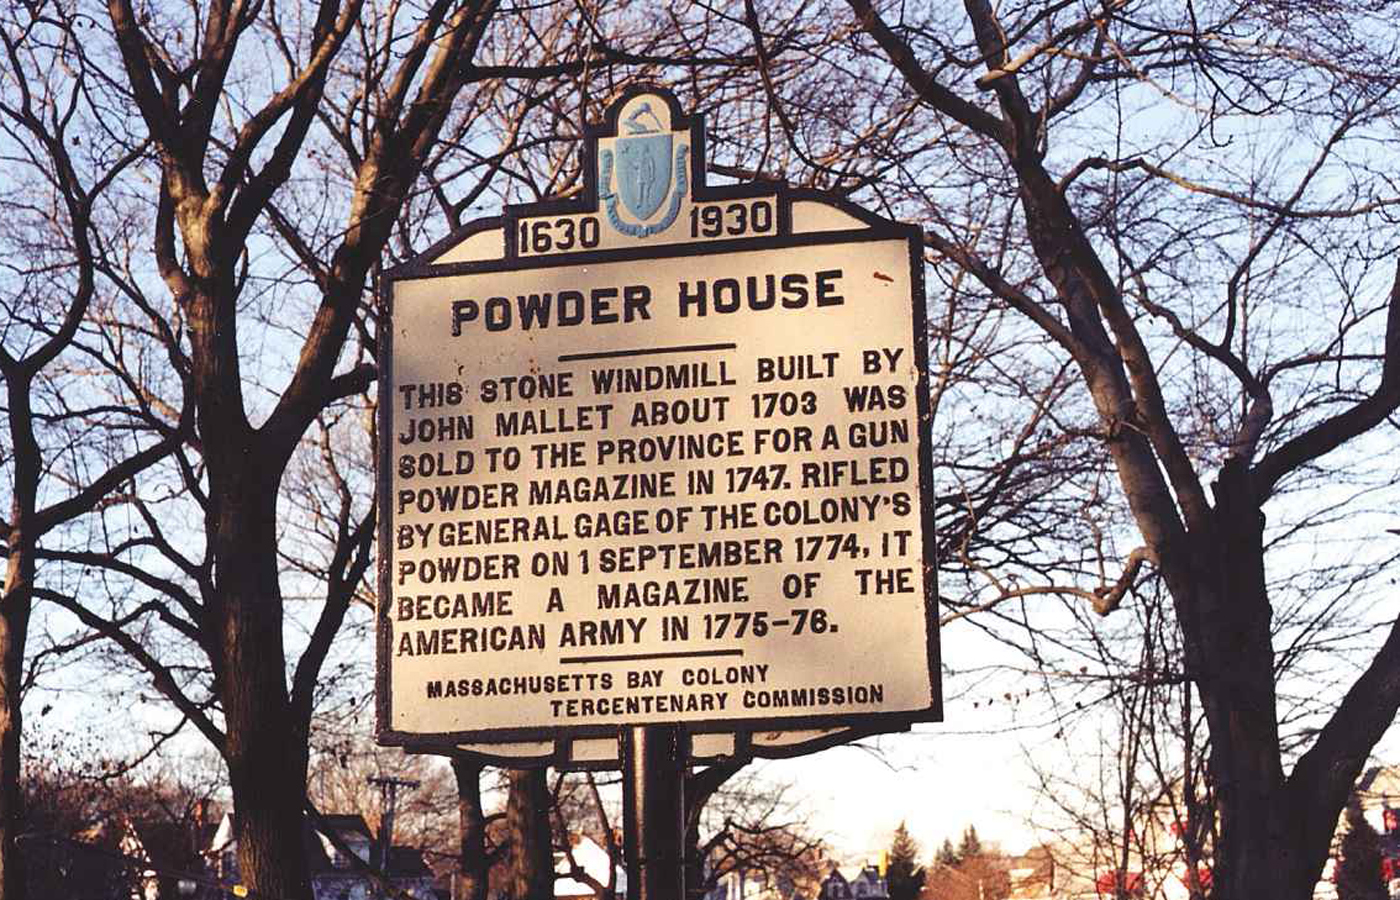 1630 1930
POWDER HOUSE
THIS STONE WINDMILL BUILT BY
JOHN MALLET ABOUT 1703 WAS
SOLD TO THE PROVINCE FOR A GUN
POWDER MAGAZINE IN 1747. RIFLED
BY GENERAL GAGE OF THE COLONY'S
POWDER ON 1 SEPTEMBER 1774, IT
BECAME A MAGAZINE OF THE
AMERICAN ARMY IN 1775-76.
MASSACHUSETTS BAY COLONY
TERCENTENARY COMMISSION